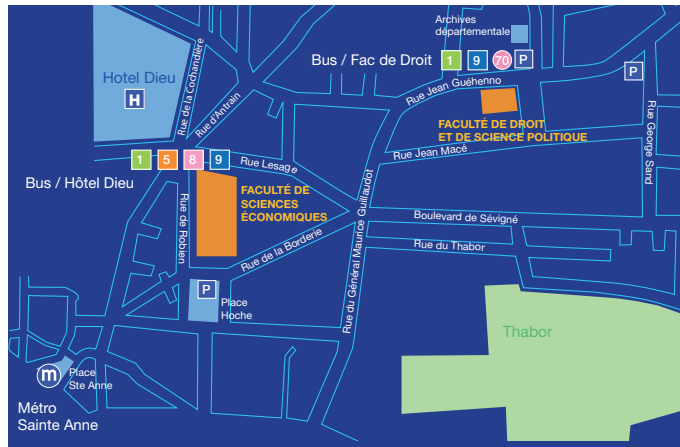 Archives
départementale
Bus / Fac de Droit
1
9
70
P
P
Hotel Dieu
H
Rue de la Cochardière
Rue d'Antrain
Rue Jean Guéhenno
FACULTÉ DE DROIT
ET DE SCIENCE POLITIQUE
Rue George Sand
Rue Jean Macé
1
5
8
9
Rue Lesage
Bus / Hôtel Dieu
FACULTÉ DE
SCIENCES
ÉCONOMIQUES
Rue de Robien
Rue de la Borderie
Rue du Général Maurice Guillaudot
Boulevard de Sévigné
Rue du Thabor
P
Place
Hoche
Thabor
m
Place
Ste Anne
Métro
Sainte Anne